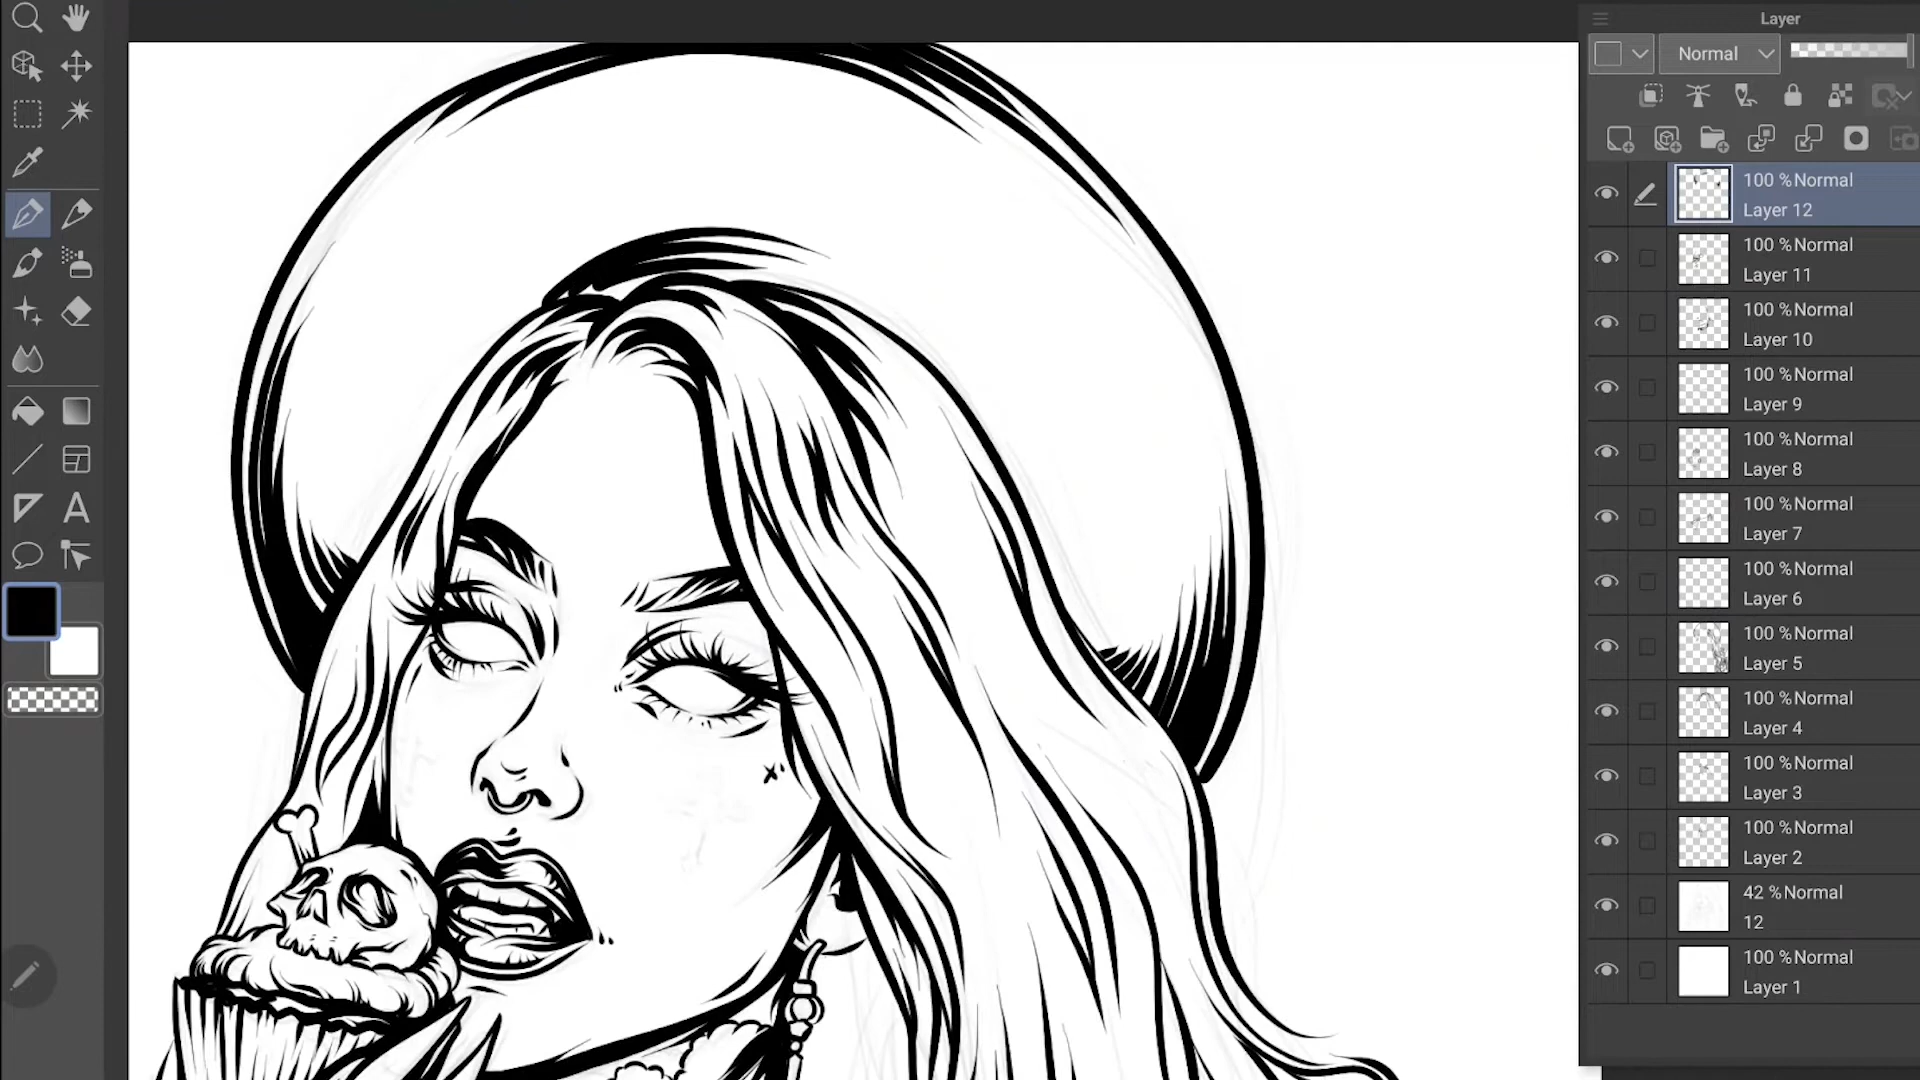 Layer
Normal
100 %Normal
Layer 12
100 %Normal
Layer 11
100 %Normal
Layer 10
100 %Normal
Layer 9
100 %Normal
Layer 8
100 %Normal
Layer 7
100 %Normal
Layer 6
100 %Normal
Layer 5
100 %Normal
Layer 4
100 %Normal
Layer 3
100 %Normal
Layer 2
42 %Normal
12
100 %Normal
Layer 1
A